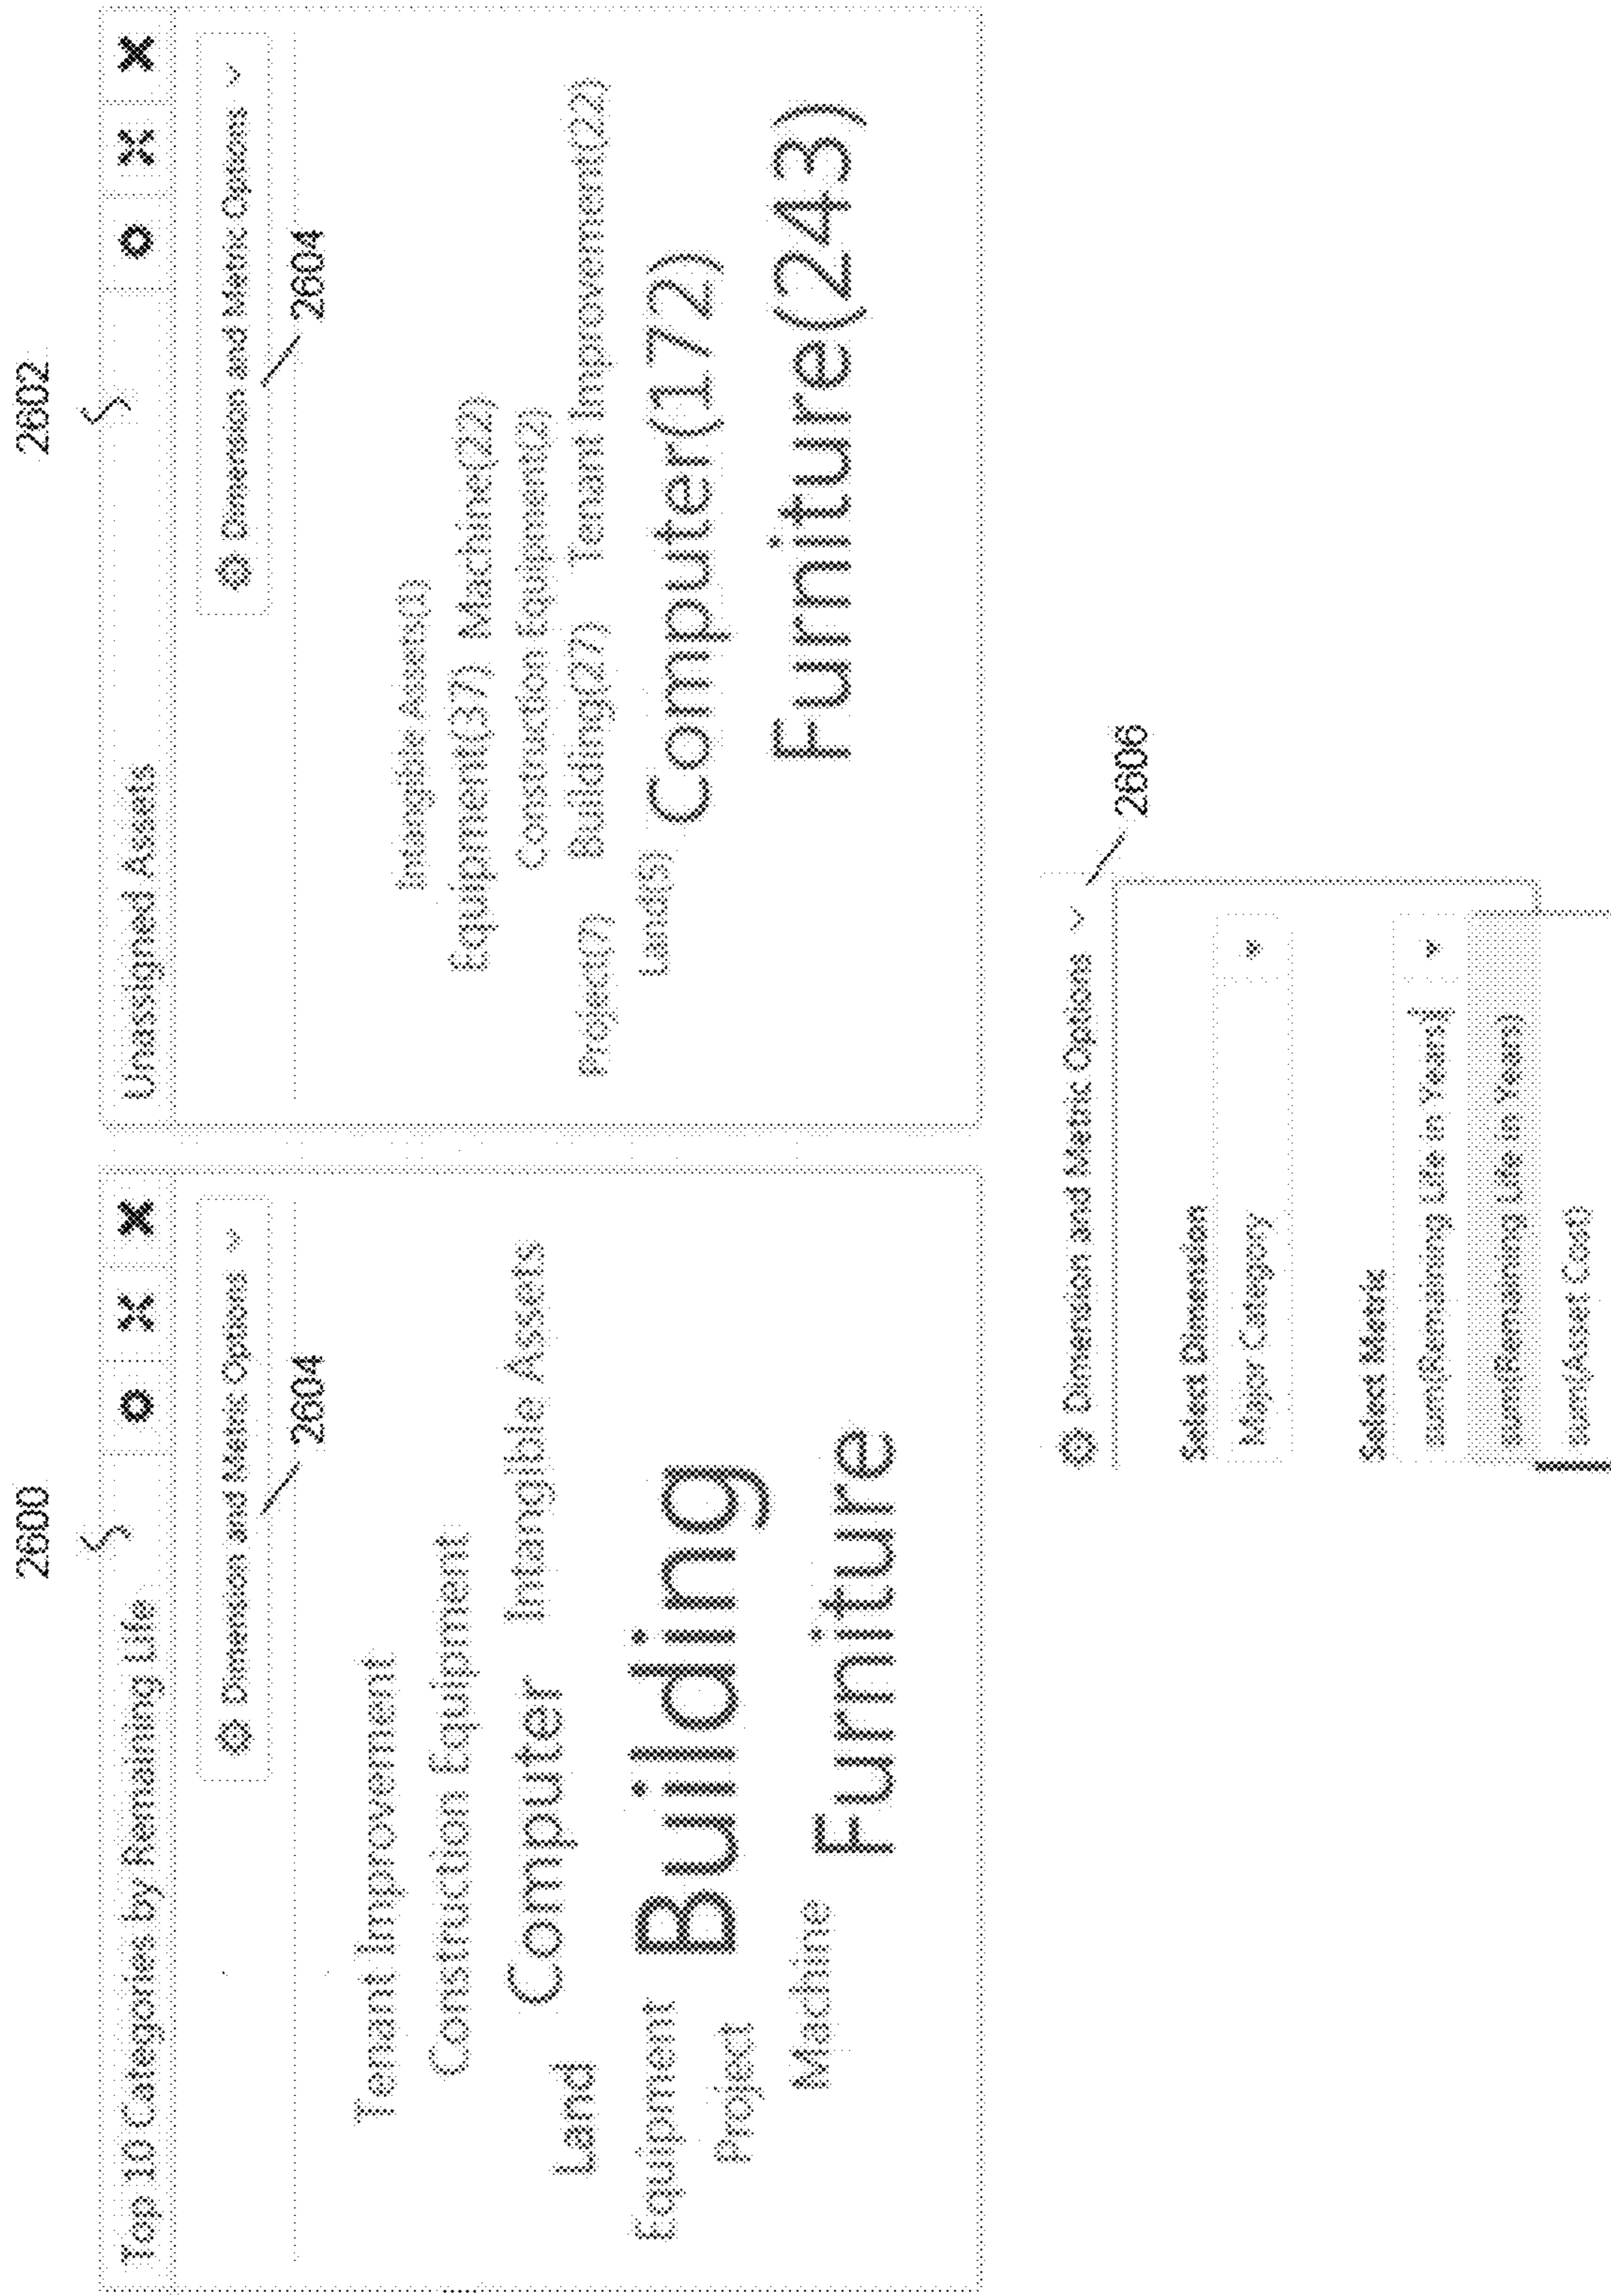 2600
Top 10 Categories by Remaining Life
Dimension and Metric Options
2604
Tenant Improvement
Construction Equipment
Computer Intangible Assets
Land
Equipment Building
Project
Machine Furniture
2602
Unassigned Assets
Dimension and Metric Options
2604
Intangible Assets(1)
Equipment(37) Machine(22)
Construction Equipment(2)
Project(7) Building(27) Tenant Improvement(22)
Land(5) Computer(172)
Furniture(243)
Dimension and Metric Options
2606
Select Dimension
Major Category
Select Metric
sum(Remaining Life in Years)
sum(Remaining Life in Years)
sum(Asset Cost)